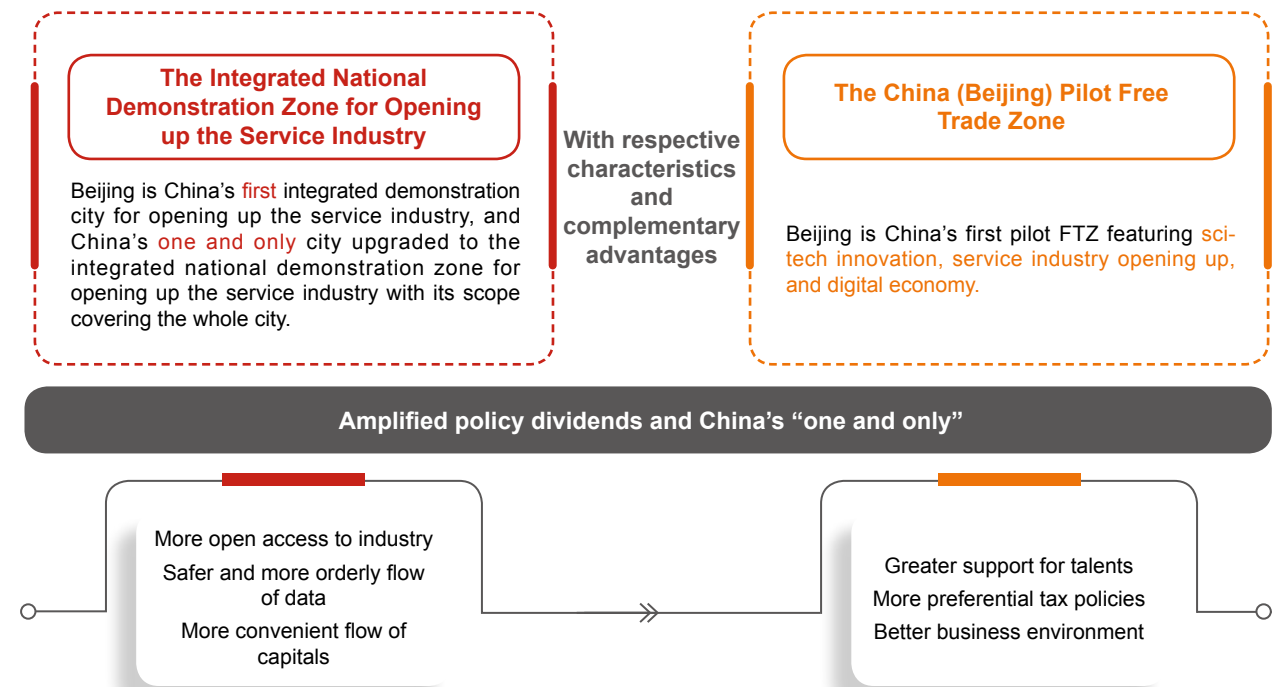 The Integrated National
Demonstration Zone for Opening
up the Service Industry
Beijing is China’s first integrated demonstration
city for opening up the service industry, and
China’s one and only city upgraded to the
integrated national demonstration zone for
opening up the service industry with its scope
covering the whole city.
With respective
characteristics
and
complementary
advantages
The China (Beijing) Pilot Free
Trade Zone
Beijing is China’s first pilot FTZ featuring sci-
tech innovation, service industry opening up,
and digital economy.
Amplified policy dividends and China’s “one and only”
More open access to industry
Safer and more orderly flow
of data
More convenient flow of
capitals
Greater support for talents
More preferential tax policies
Better business environment